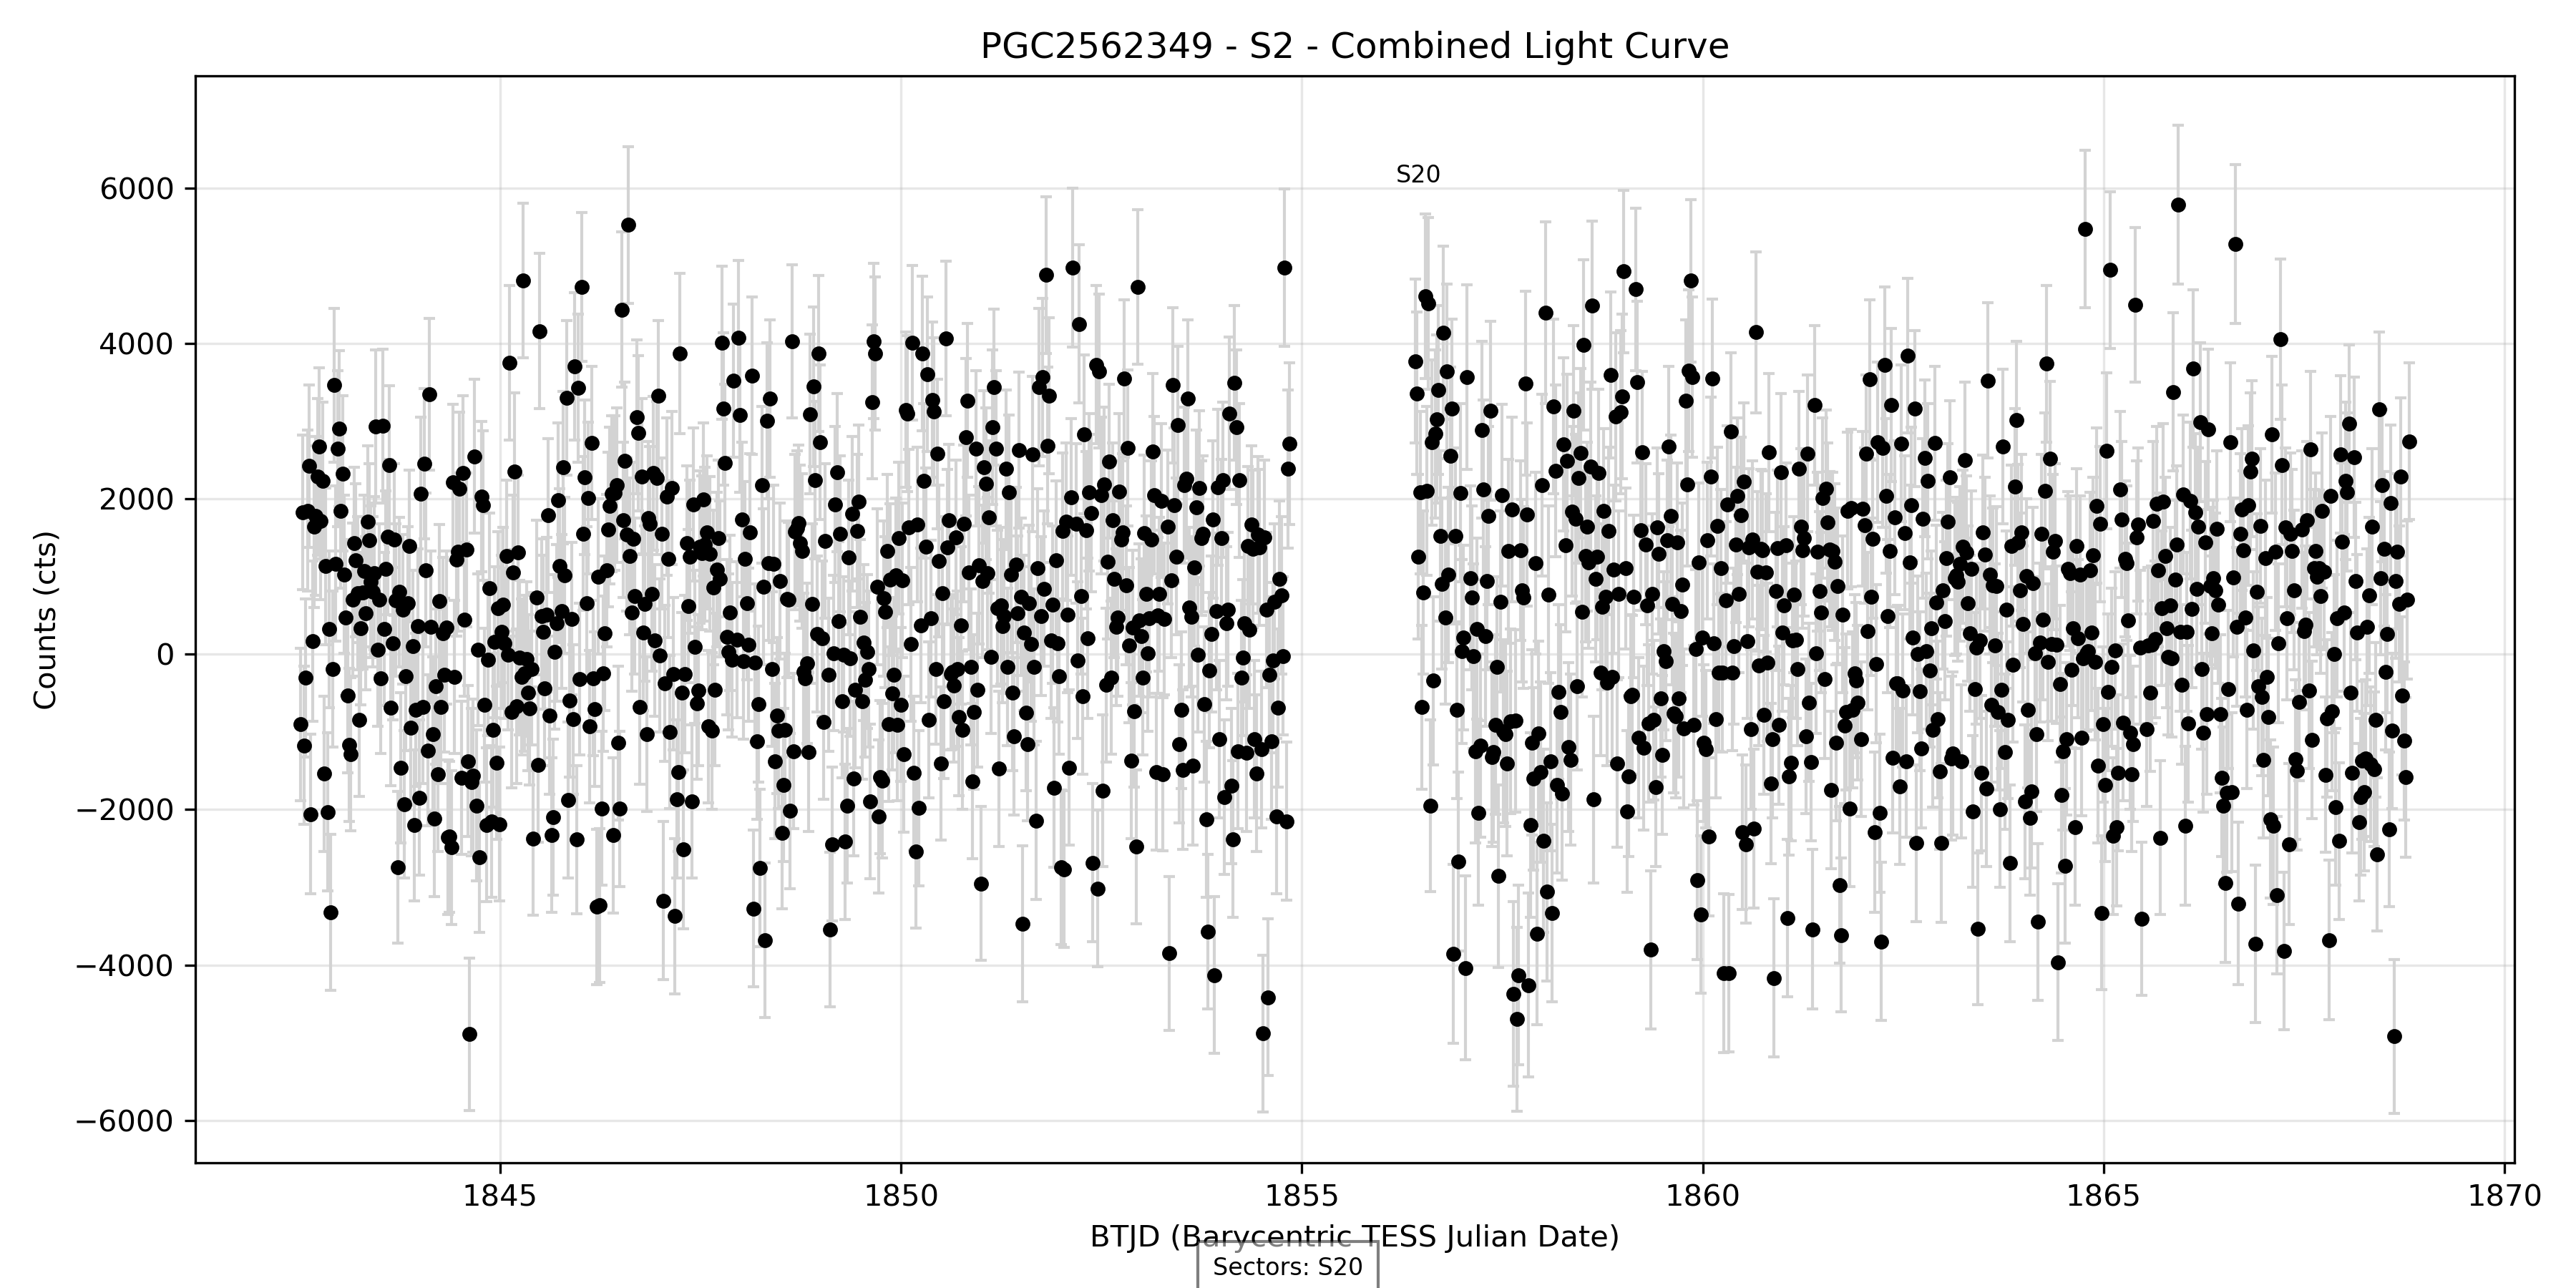 PGC2562349 - S2 - Combined Light Curve
Counts (cts)
6000
4000
2000
0
−2000
−4000
−6000
S20
1845
1850
1855
1860
1865
1870
BTJD (Barycentric TESS Julian Date)
Sectors: S20